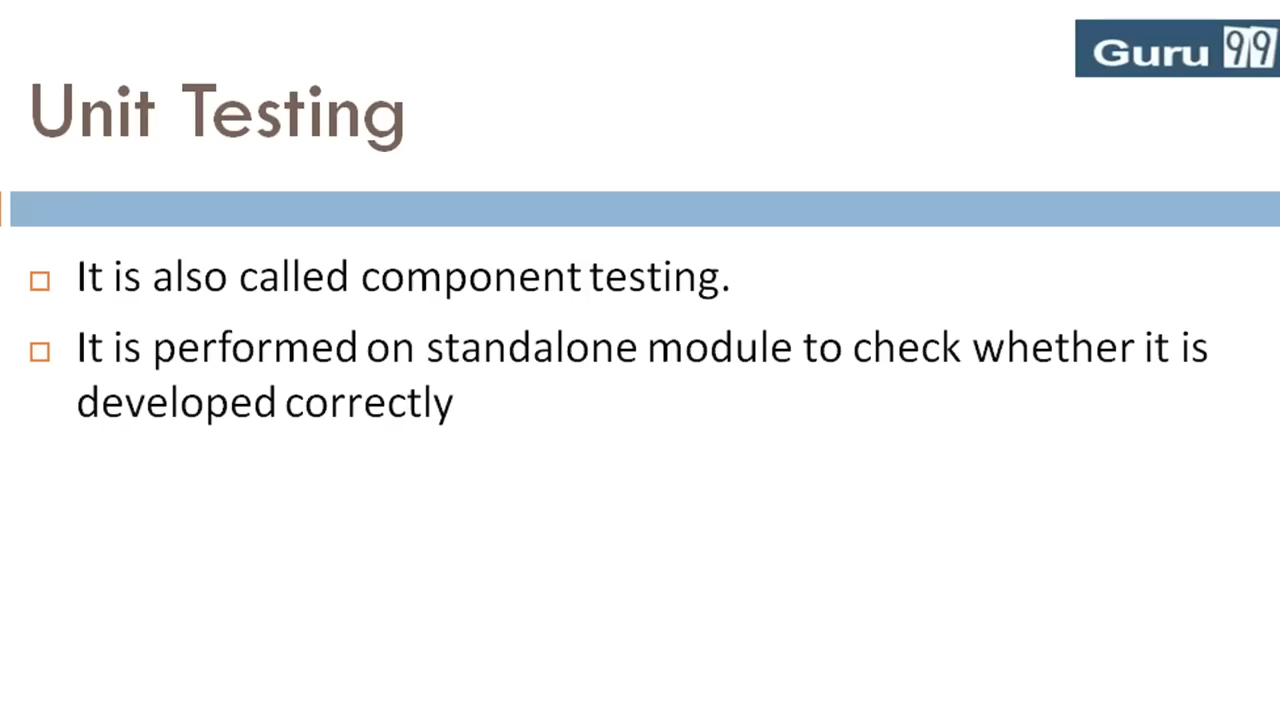 Guru 99
Unit Testing
It is also called component testing.
It is performed on standalone module to check whether it is
developed correctly